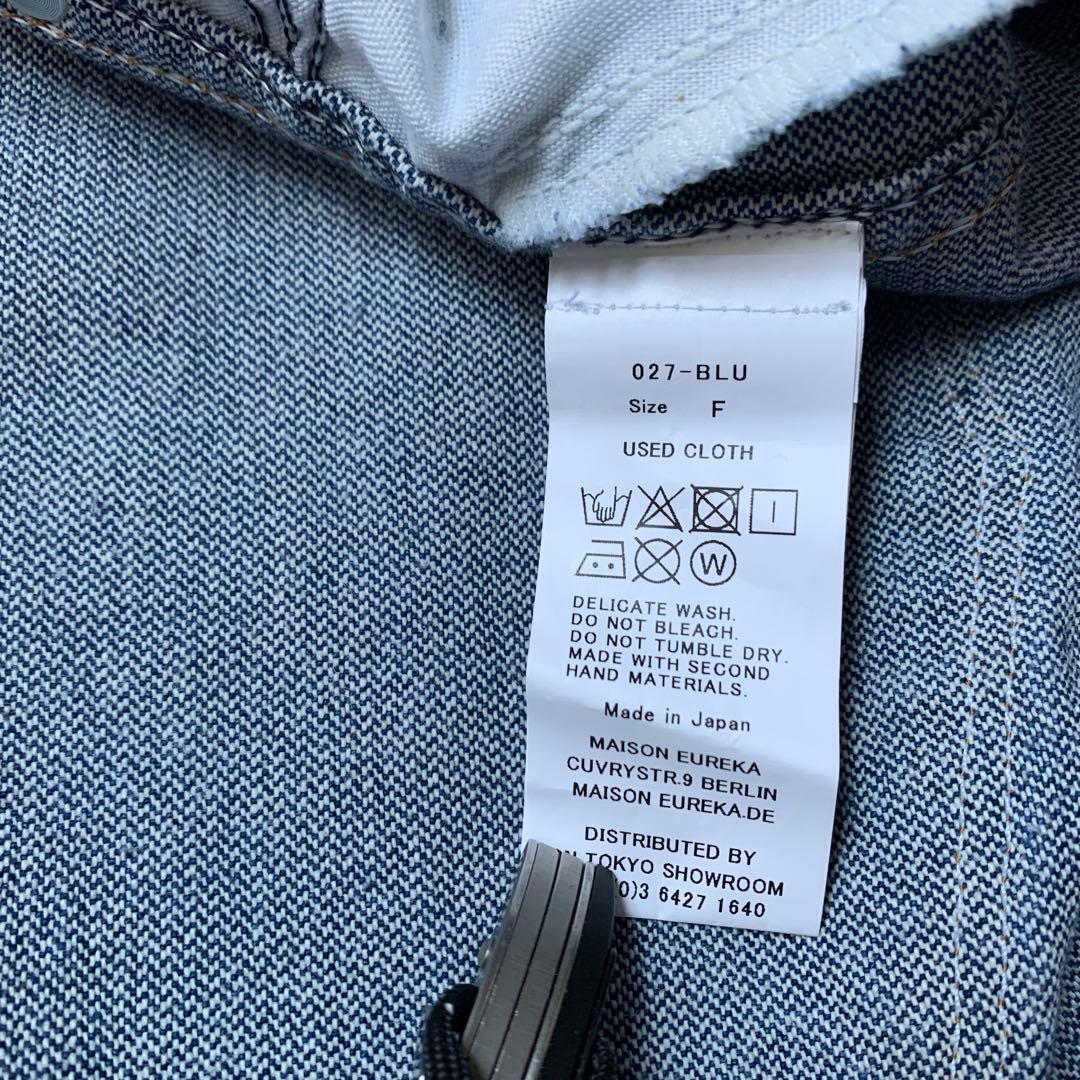 027-BLU
Size F
USED CLOTH
W
DELICATE WASH.
DO NOT BLEACH.
DO NOT TUMBLE DRY.
MADE WITH SECOND
HAND MATERIALS.
Made in Japan
MAISON EUREKA
CUVRYSTR.9 BERLIN
MAISON EUREKA.DE
DISTRIBUTED BY
TOKYO SHOWROOM
0)3 6427 1640